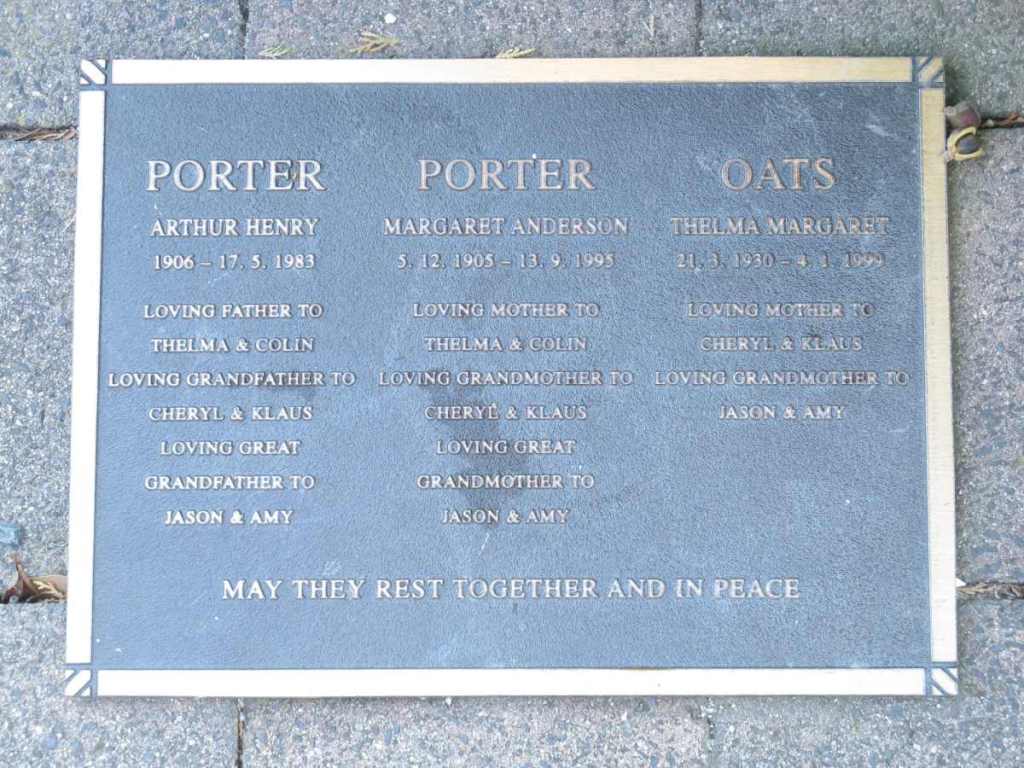 PORTER
ARTHUR HENRY
1906 – 17. 5. 1983
LOVING FATHER TO
THELMA & COLIN
LOVING GRANDFATHER TO
CHERYL & KLAUS
LOVING GREAT
GRANDFATHER TO
JASON & AMY
PORTER
MARGARET ANDERSON
5. 12. 1905 – 13. 9. 1995
LOVING MOTHER TO
THELMA & COLIN
LOVING GRANDMOTHER TO
CHERYL & KLAUS
LOVING GREAT
GRANDMOTHER TO
JASON & AMY
OATS
THELMA MARGARET
21. 3. 1930 – 4. 1. 1999
LOVING MOTHER TO
CHERYL & KLAUS
LOVING GRANDMOTHER TO
JASON & AMY
MAY THEY REST TOGETHER AND IN PEACE